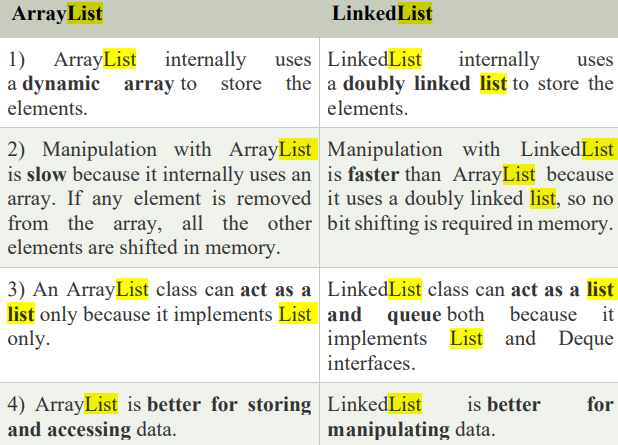 ArrayList LinkedList
1) ArrayList internally uses
a dynamic array to store the
elements.
LinkedList internally uses
a doubly linked list to store the
elements.
2) Manipulation with ArrayList
is slow because it internally uses an
array. If any element is removed
from the array, all the other
elements are shifted in memory.
Manipulation with LinkedList
is faster than ArrayList because
it uses a doubly linked list, so no
bit shifting is required in memory.
3) An ArrayList class can act as a
list only because it implements List
only.
LinkedList class can act as a list
and queue both because it
implements List and Deque
interfaces.
4) ArrayList is better for storing
and accessing data.
LinkedList is better for
manipulating data.